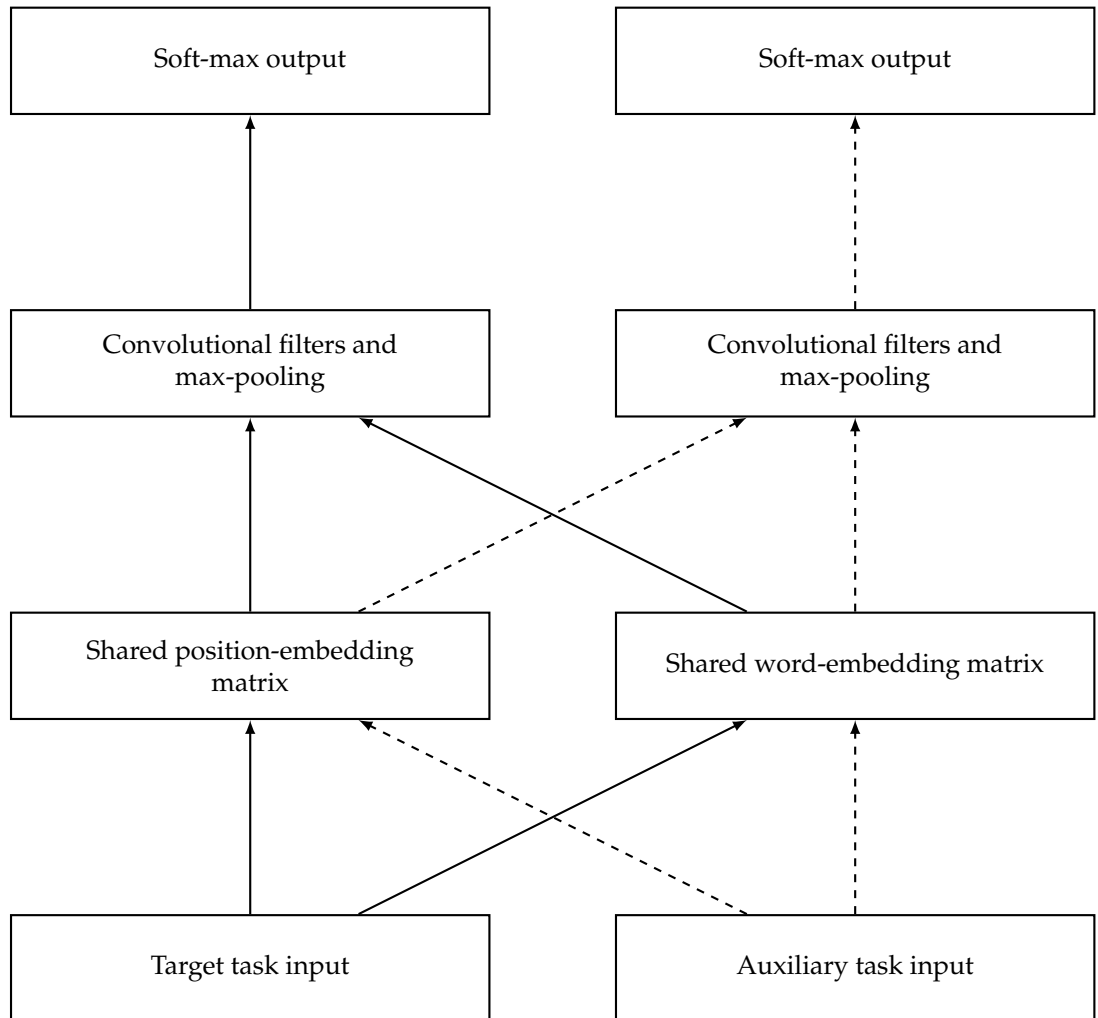 Soft-max output
Soft-max output
Convolutional filters and
max-pooling
Convolutional filters and
max-pooling
Shared position-embedding
matrix
Shared word-embedding matrix
Target task input
Auxiliary task input